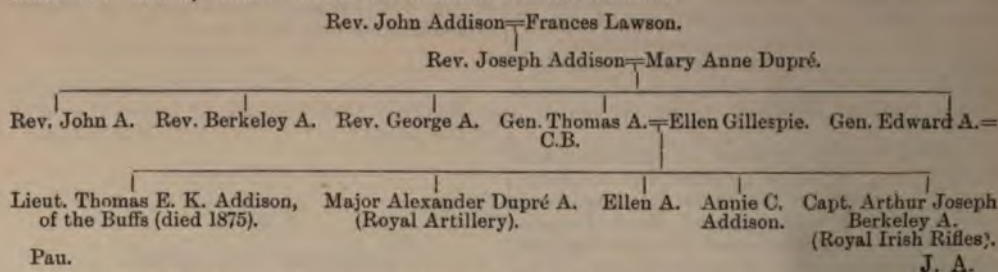 Rev. John Addison=Frances Lawson.
Rev. Joseph Addison=Mary Anne Dupré.
Rev. John A. Rev. Berkeley A. Rev. George A. Gen. Thomas A.=Ellen Gillespie. Gen. Edward A.=
C.B.
Lieut. Thomas E. K. Addison, Major Alexander Dupré A. Ellen A. Annie C. Capt. Arthur Joseph
of the Buffs (died 1875). (Royal Artillery). Addison. Berkeley A.
(Royal Irish Rifles).
Pau. J. A.